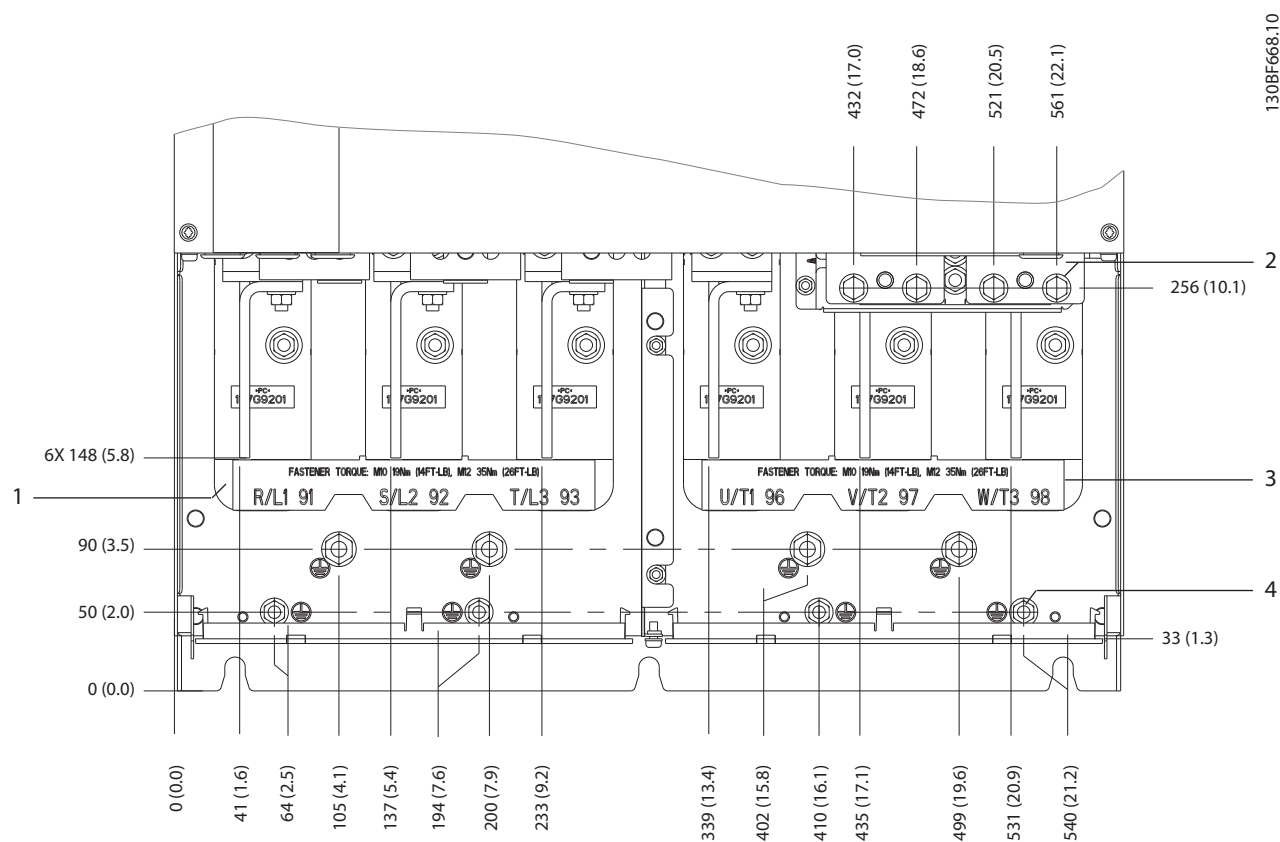 130BF668.10
432 (17.0)
472 (18.6)
521 (20.5)
561 (22.1)
2
256 (10.1)
»PC«
»PC«
»PC«
»PC«
»PC«
»PC«
6X 148 (5.8)
FASTENER TORQUE: M10 19Nm (14FT-LB), M12 35Nm (26FT-LB)
FASTENER TORQUE: M10 19Nm (14FT-LB), M12 35Nm (26FT-LB)
1
R/L1 91 S/L2 92 T/L3 93
U/T1 96 V/T2 97 W/T3 98
3
90 (3.5)
50 (2.0)
4
33 (1.3)
0 (0.0)
0 (0.0)
41 (1.6)
64 (2.5)
105 (4.1)
137 (5.4)
194 (7.6)
200 (7.9)
233 (9.2)
339 (13.4)
402 (15.8)
410 (16.1)
435 (17.1)
499 (19.6)
531 (20.9)
540 (21.2)